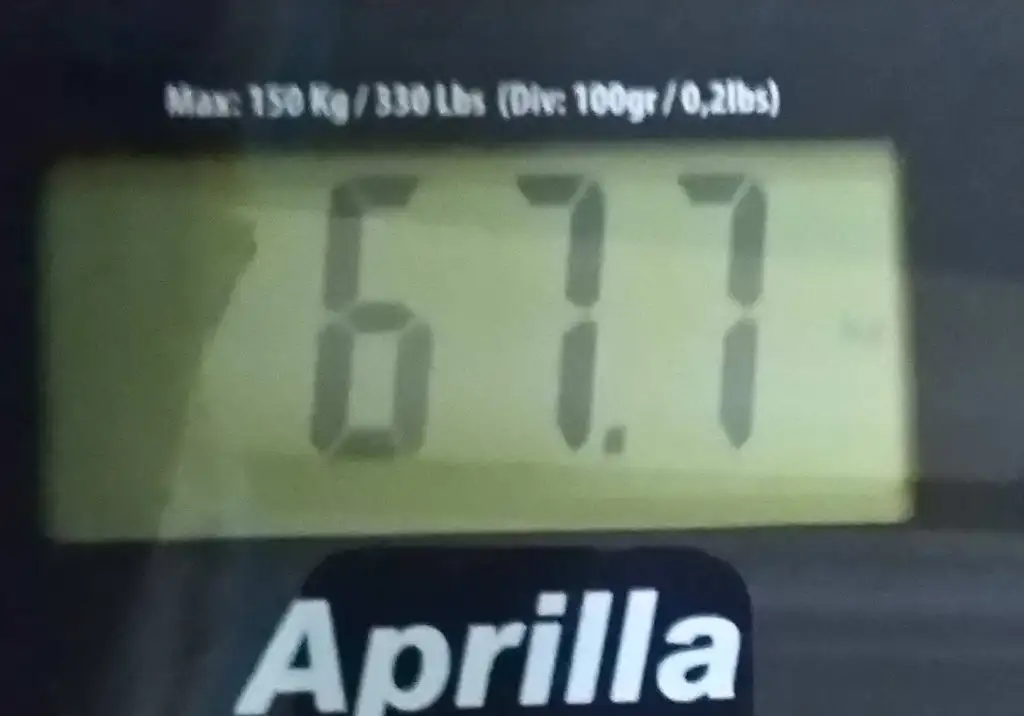 Max: 150 Kg / 330 Lbs (Div: 100gr / 0,2lbs)
67.7
Aprilla